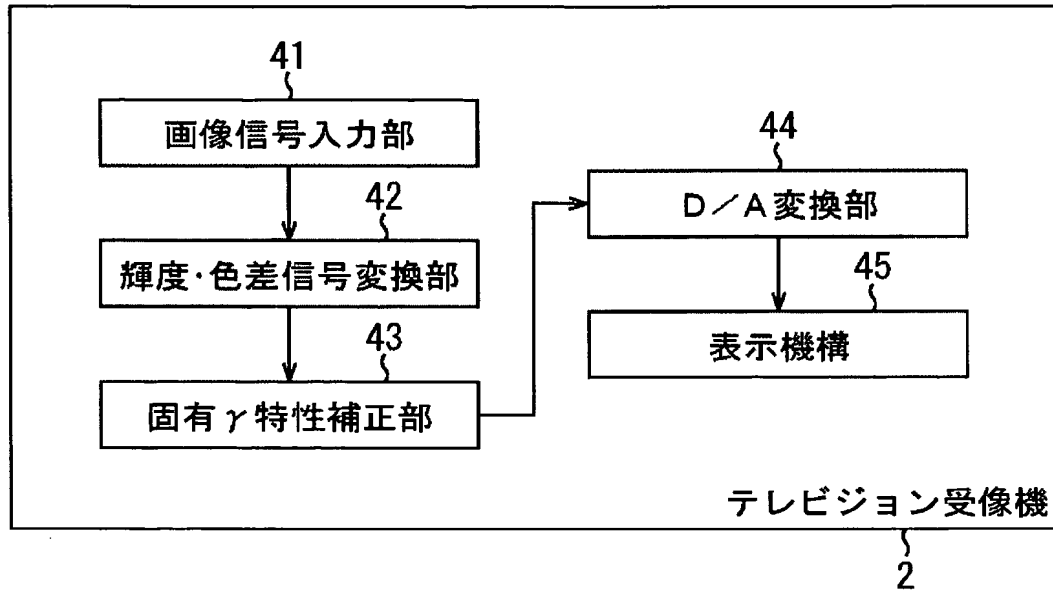 41
画像信号入力部
42
輝度・色差信号変換部
43
固有γ特性補正部
44
D／A変換部
45
表示機構
テレビジョン受像機
2